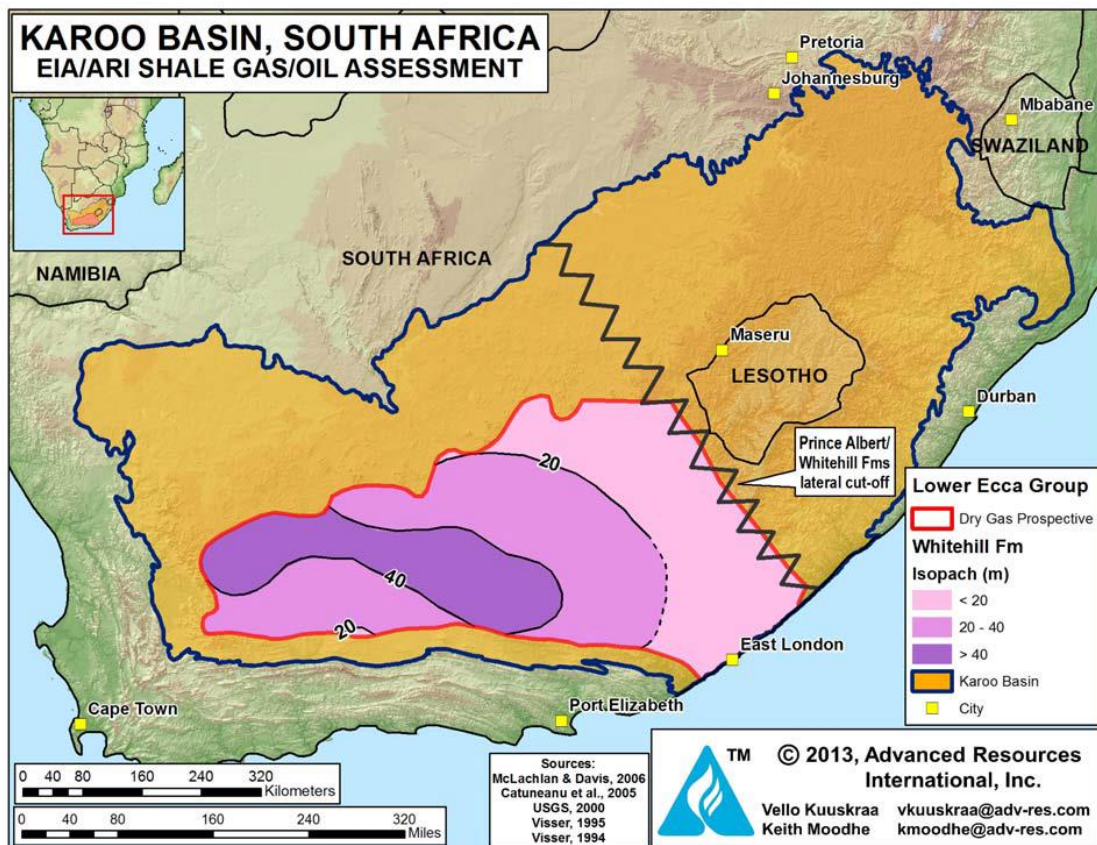 KAROO BASIN, SOUTH AFRICA
EIA/ARI SHALE GAS/OIL ASSESSMENT
Pretoria
Johannesburg
Mbabane
SWAZILAND
SOUTH AFRICA
NAMIBIA
Maseru
LESOTHO
Durban
Prince Albert/
Whitehill Fms
lateral cut-off
20
40
20
East London
Port Elizabeth
Cape Town
Lower Ecca Group
Dry Gas Prospective
Whitehill Fm
Isopach (m)
< 20
20 - 40
> 40
Karoo Basin
City
0 40 80 160 240 320
Kilometers
0 40 80 160 240 320
Miles
Sources:
McLachlan & Davis, 2006
Catuneanu et al., 2005
USGS, 2000
Visser, 1995
Visser, 1994
TM
© 2013, Advanced Resources
International, Inc.
Vello Kuuskraa vkuuskraa@adv-res.com
Keith Moodhe kmoodhe@adv-res.com